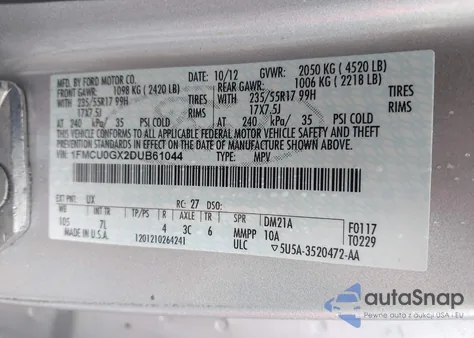 MFD. BY FORD MOTOR CO.
10/12 GVWR: 2050 KG ( 4520 LB)
FRONT GAWR: 1098 KG ( 2420 LB) REAR GAWR: 1006 KG ( 2218 LB)
WITH 235/55R17 99H TIRES WITH 235/55R17 99H TIRES
17X7.5J RIMS 17X7.5J RIMS
AT 240 kPa/ 35 PSI COLD AT 240 kPa/ 35 PSI COLD
THIS VEHICLE CONFORMS TO ALL APPLICABLE FEDERAL MOTOR VEHICLE SAFETY AND THEFT
PREVENTION STANDARDS IN EFFECT ON THE DATE OF MANUFACTURE SHOWN ABOVE.
VIN: 1FMCU0GX2DUB61044
TYPE: MPV
EXT PNT: UX RC: 27 DSO:
WB INT TR TP/PS R AXLE TR SPR DM21A F0117
105 7L 4 3C 6 MMPP 10A T0229
1201210264241 ULC 5U5A-3520472-AA
autoSnap
Pewne auta z aukcji USA i EU